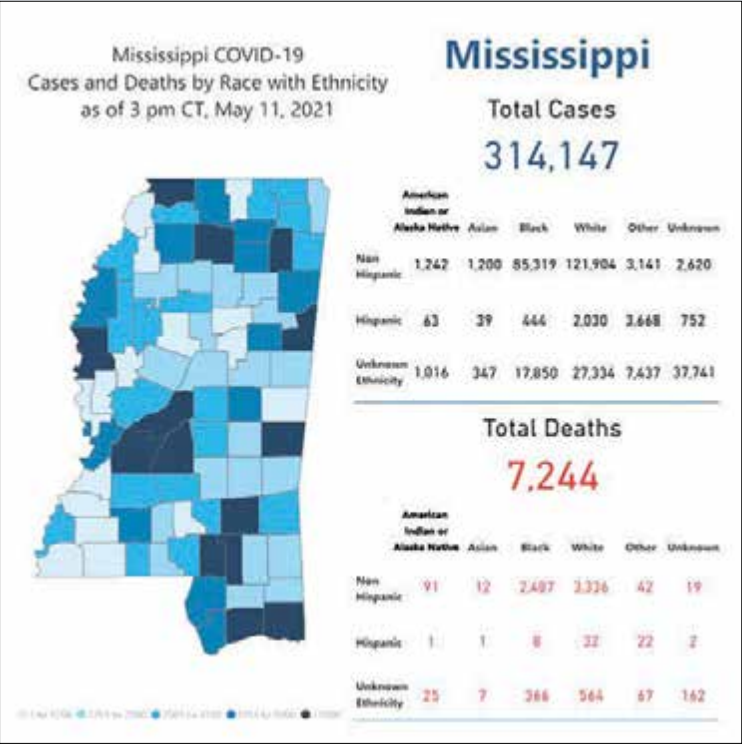 Mississippi COVID-19
Cases and Deaths by Race with Ethnicity
as of 3 pm CT, May 11, 2021
Mississippi
Total Cases
314,147
American
Indian or
Alaska Native Asian Black White Other Unknown
Non
Hispanic 1,242 1,200 85,319 121,904 3,141 2,620
Hispanic 63 39 444 2,030 3,668 752
Unknown
Ethnicity 1,016 347 17,850 27,334 7,437 37,741
Total Deaths
7,244
American
Indian or
Alaska Native Asian Black White Other Unknown
Non
Hispanic 91 12 2,487 3,336 42 19
Hispanic 1 1 8 32 22 2
Unknown
Ethnicity 25 7 366 564 67 162